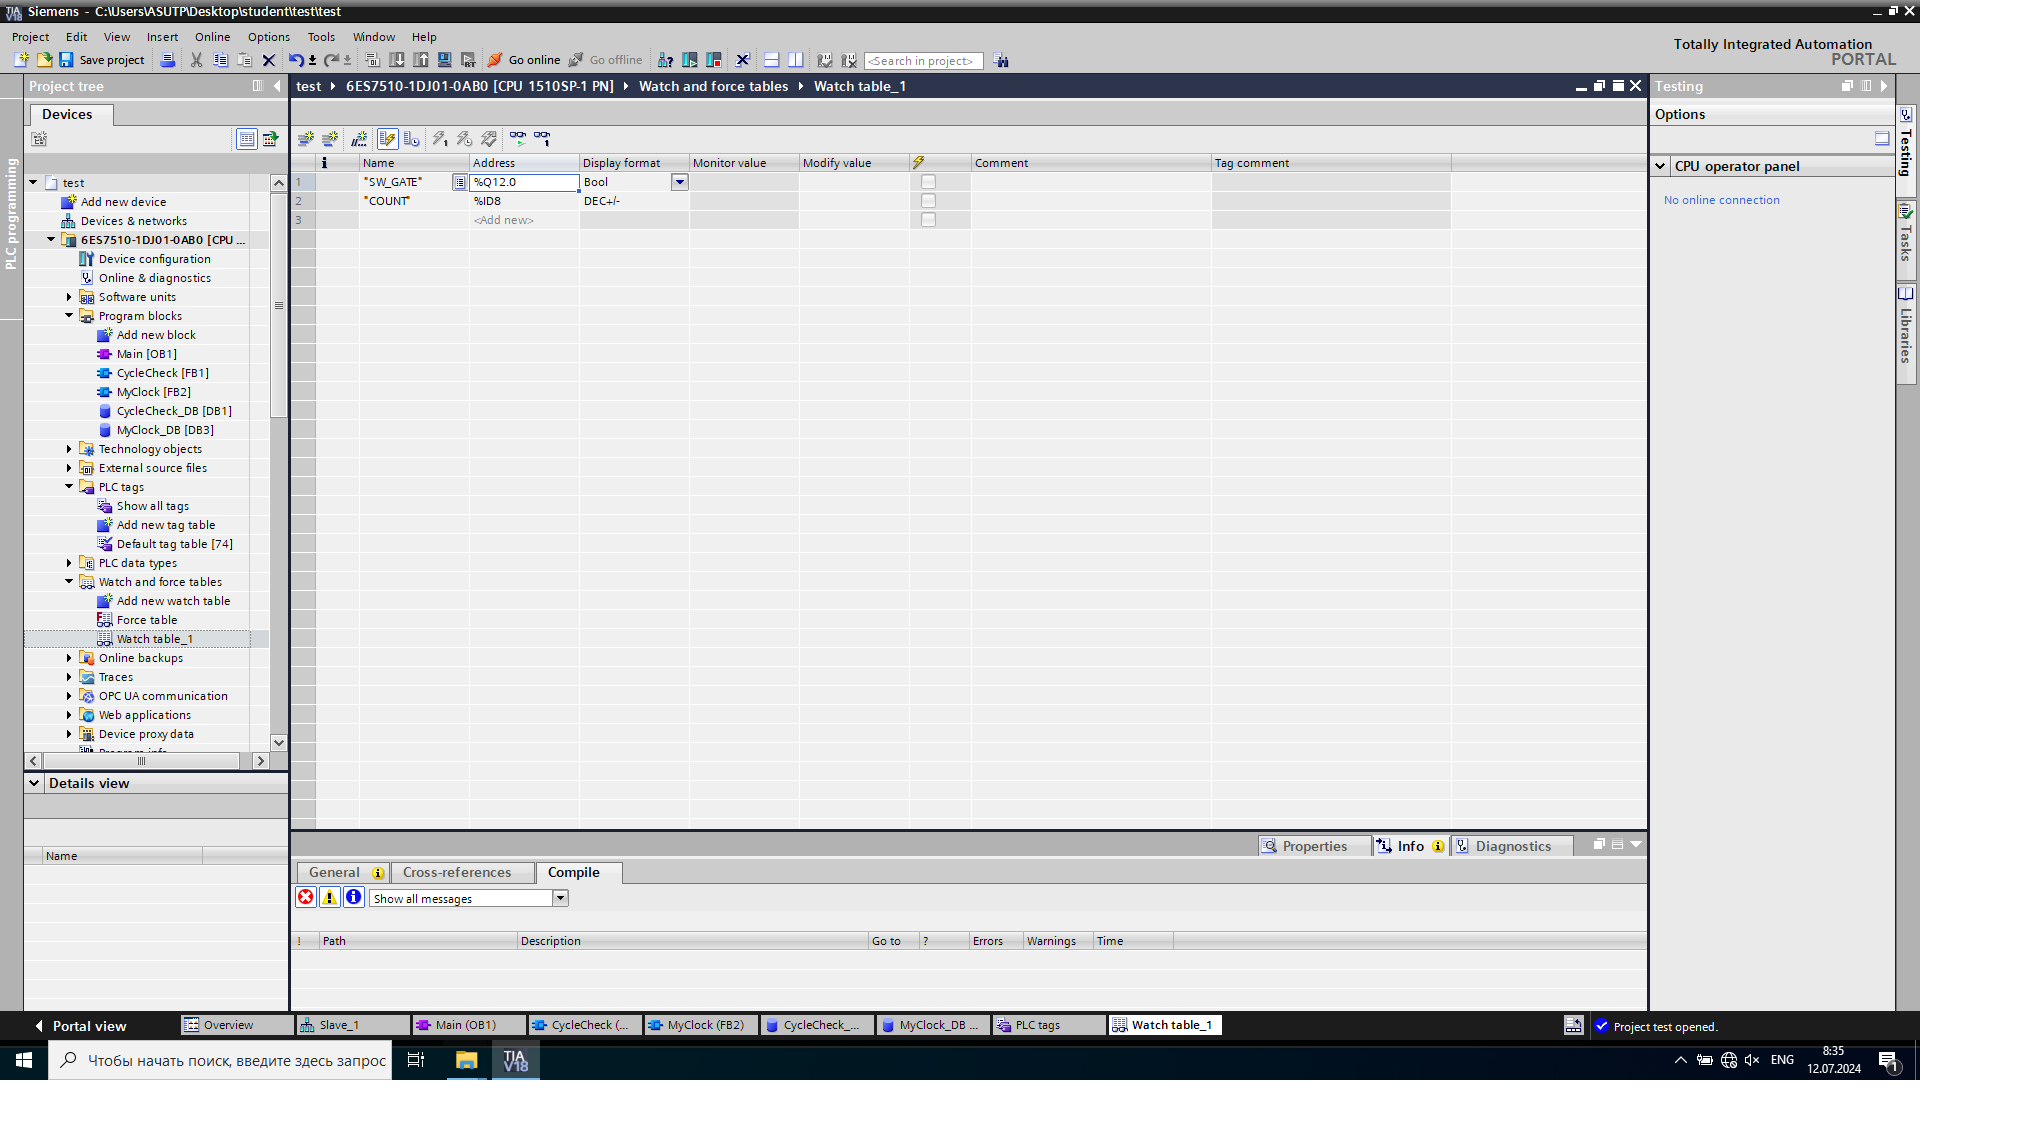 Siemens - C:\Users\ASUTP\Desktop\student\test\test
Project Edit View Insert Online Options Tools Window Help
Totally Integrated Automation
PORTAL
Save project
Go online
Go offline
<Search in project>
Project tree
test 6ES7510-1DJ01-0AB0 [CPU 1510SP-1 PN] Watch and force tables Watch table_1
Testing
Devices
Options
PLC programming
CPU operator panel
No online connection
Testing
Tasks
Libraries
i Name Address Display format Monitor value Modify value Comment Tag comment
1 "SW_GATE" %Q12.0 Bool
2 "COUNT" %ID8 DEC+/-
3 <Add new>
test
Add new device
Devices & networks
6ES7510-1DJ01-0AB0 [CPU ...
Device configuration
Online & diagnostics
Software units
Program blocks
Add new block
Main [OB1]
CycleCheck [FB1]
MyClock [FB2]
CycleCheck_DB [DB1]
MyClock_DB [DB3]
Technology objects
External source files
PLC tags
Show all tags
Add new tag table
Default tag table [74]
PLC data types
Watch and force tables
Add new watch table
Force table
Watch table_1
Online backups
Traces
OPC UA communication
Web applications
Device proxy data
Details view
Name
Properties Info Diagnostics
General Cross-references Compile
Show all messages
! Path Description Go to ? Errors Warnings Time
Portal view
Overview Slave_1 Main (OB1) CycleCheck (... MyClock (FB2) CycleCheck_... MyClock_DB ... PLC tags Watch table_1
Project test opened.
Чтобы начать поиск, введите здесь запрос
TIA
V18
ENG
8:35
12.07.2024
1